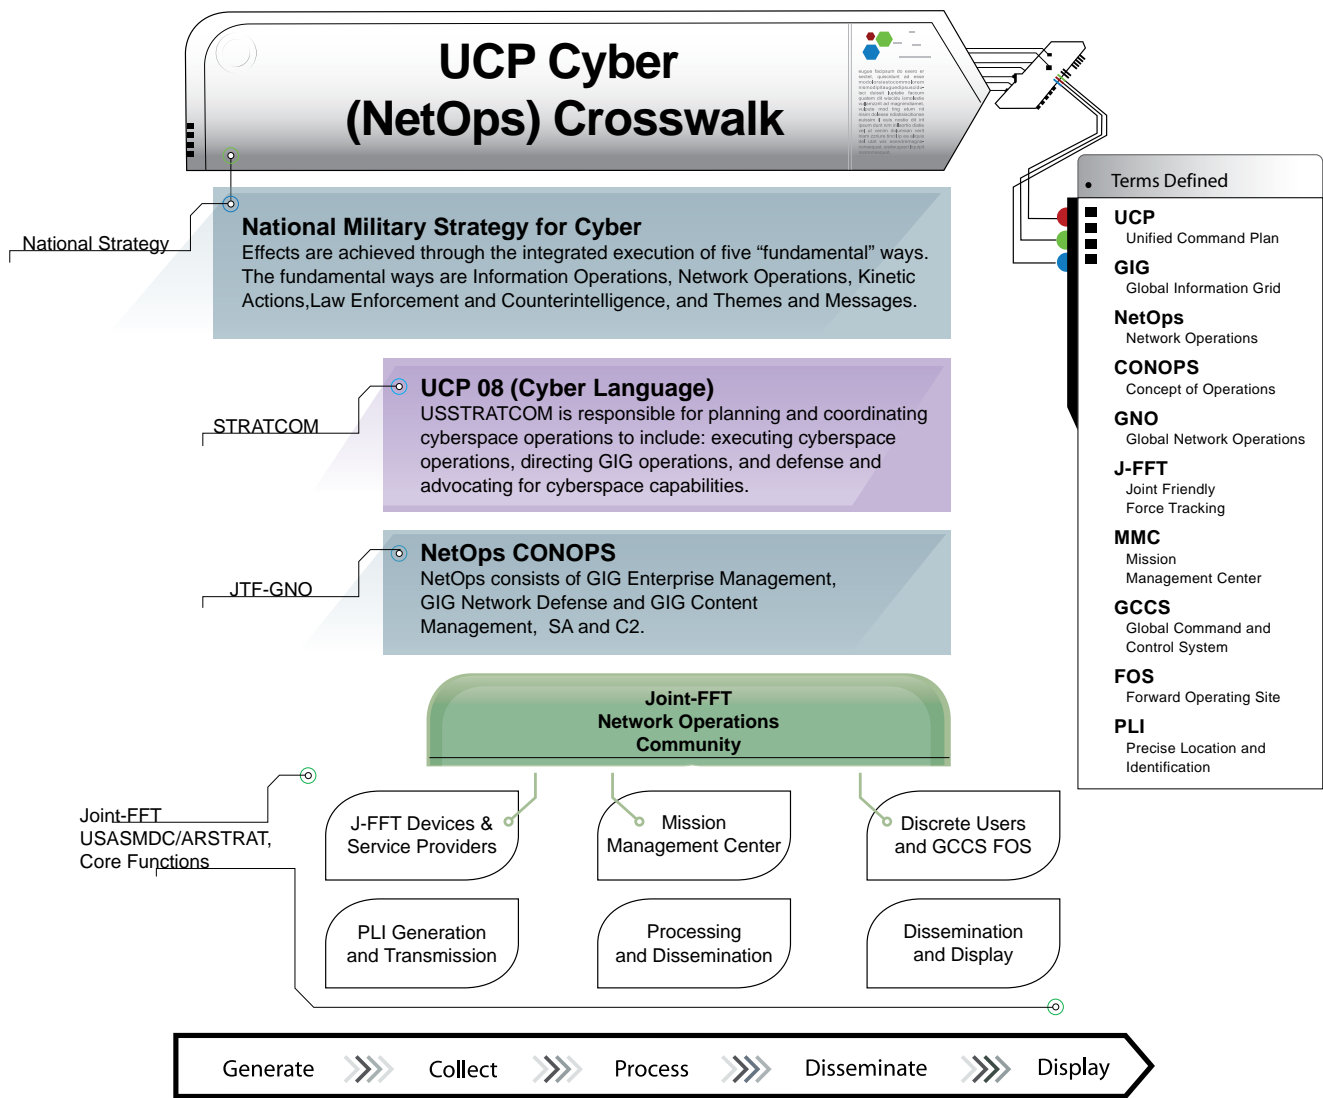 UCP Cyber
(NetOps) Crosswalk
National Strategy
National Military Strategy for Cyber
Effects are achieved through the integrated execution of five “fundamental” ways.
The fundamental ways are Information Operations, Network Operations, Kinetic
Actions,Law Enforcement and Counterintelligence, and Themes and Messages.
STRATCOM
UCP 08 (Cyber Language)
USSTRATCOM is responsible for planning and coordinating
cyberspace operations to include: executing cyberspace
operations, directing GIG operations, and defense and
advocating for cyberspace capabilities.
JTF-GNO
NetOps CONOPS
NetOps consists of GIG Enterprise Management,
GIG Network Defense and GIG Content
Management, SA and C2.
Joint-FFT
Network Operations
Community
Joint-FFT
USASMDC/ARSTRAT,
Core Functions
J-FFT Devices &
Service Providers
Mission
Management Center
Discrete Users
and GCCS FOS
PLI Generation
and Transmission
Processing
and Dissemination
Dissemination
and Display
Generate
Collect
Process
Disseminate
Display
Terms Defined
UCP
Unified Command Plan
GIG
Global Information Grid
NetOps
Network Operations
CONOPS
Concept of Operations
GNO
Global Network Operations
J-FFT
Joint Friendly
Force Tracking
MMC
Mission
Management Center
GCCS
Global Command and
Control System
FOS
Forward Operating Site
PLI
Precise Location and
Identification